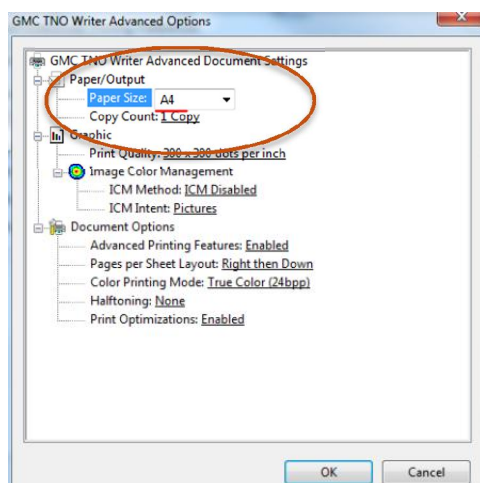 GMC TNO Writer Advanced Options
GMC TNO Writer Advanced Document Settings
Paper/Output
Paper Size: A4
Copy Count: 1 Copy
Graphic
Print Quality: 300 x 300 dots per inch
Image Color Management
ICM Method: ICM Disabled
ICM Intent: Pictures
Document Options
Advanced Printing Features: Enabled
Pages per Sheet Layout: Right then Down
Color Printing Mode: True Color (24bpp)
Halftoning: None
Print Optimizations: Enabled
OK Cancel